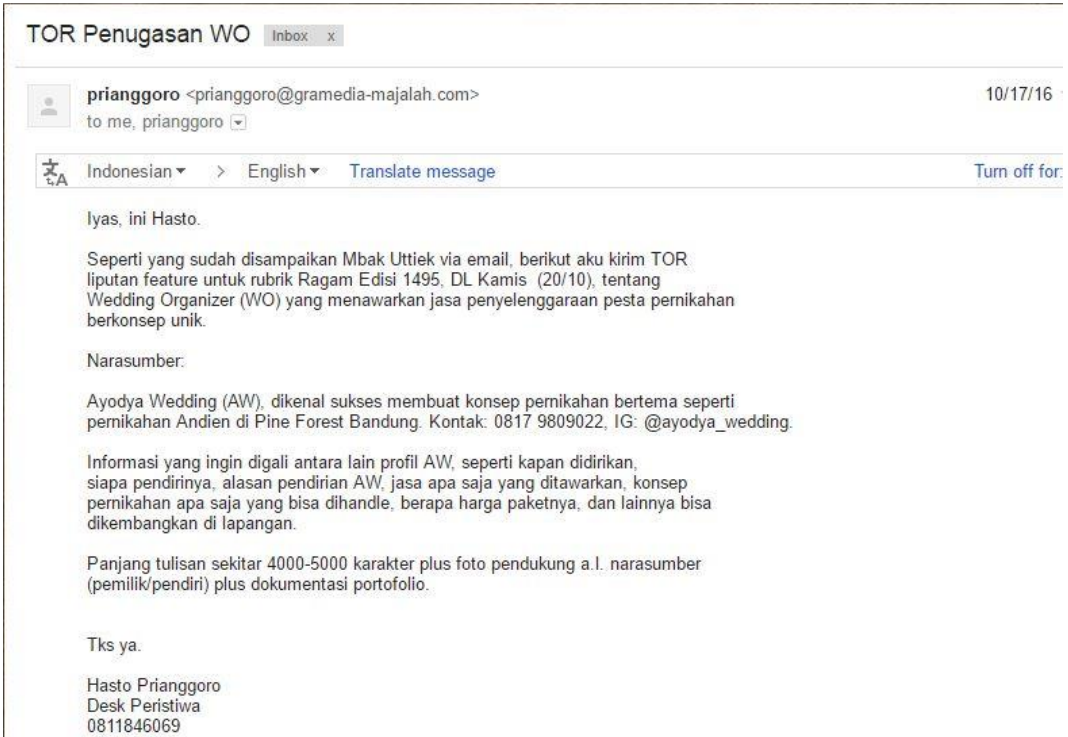 TOR Penugasan WO Inbox x
prianggoro <prianggoro@gramedia-majalah.com> 10/17/16
to me, prianggoro
Indonesian > English Translate message Turn off for:
Iyas, ini Hasto.
Seperti yang sudah disampaikan Mbak Uttiek via email, berikut aku kirim TOR
liputan feature untuk rubrik Ragam Edisi 1495, DL Kamis (20/10), tentang
Wedding Organizer (WO) yang menawarkan jasa penyelenggaraan pesta pernikahan
berkonsep unik.
Narasumber:
Ayodya Wedding (AW), dikenal sukses membuat konsep pernikahan bertema seperti
pernikahan Andien di Pine Forest Bandung. Kontak: 0817 9809022, IG: @ayodya_wedding.
Informasi yang ingin digali antara lain profil AW, seperti kapan didirikan,
siapa pendirinya, alasan pendirian AW, jasa apa saja yang ditawarkan, konsep
pernikahan apa saja yang bisa dihandle, berapa harga paketnya, dan lainnya bisa
dikembangkan di lapangan.
Panjang tulisan sekitar 4000-5000 karakter plus foto pendukung a.l. narasumber
(pemilik/pendiri) plus dokumentasi portofolio.
Tks ya.
Hasto Prianggoro
Desk Peristiwa
0811846069